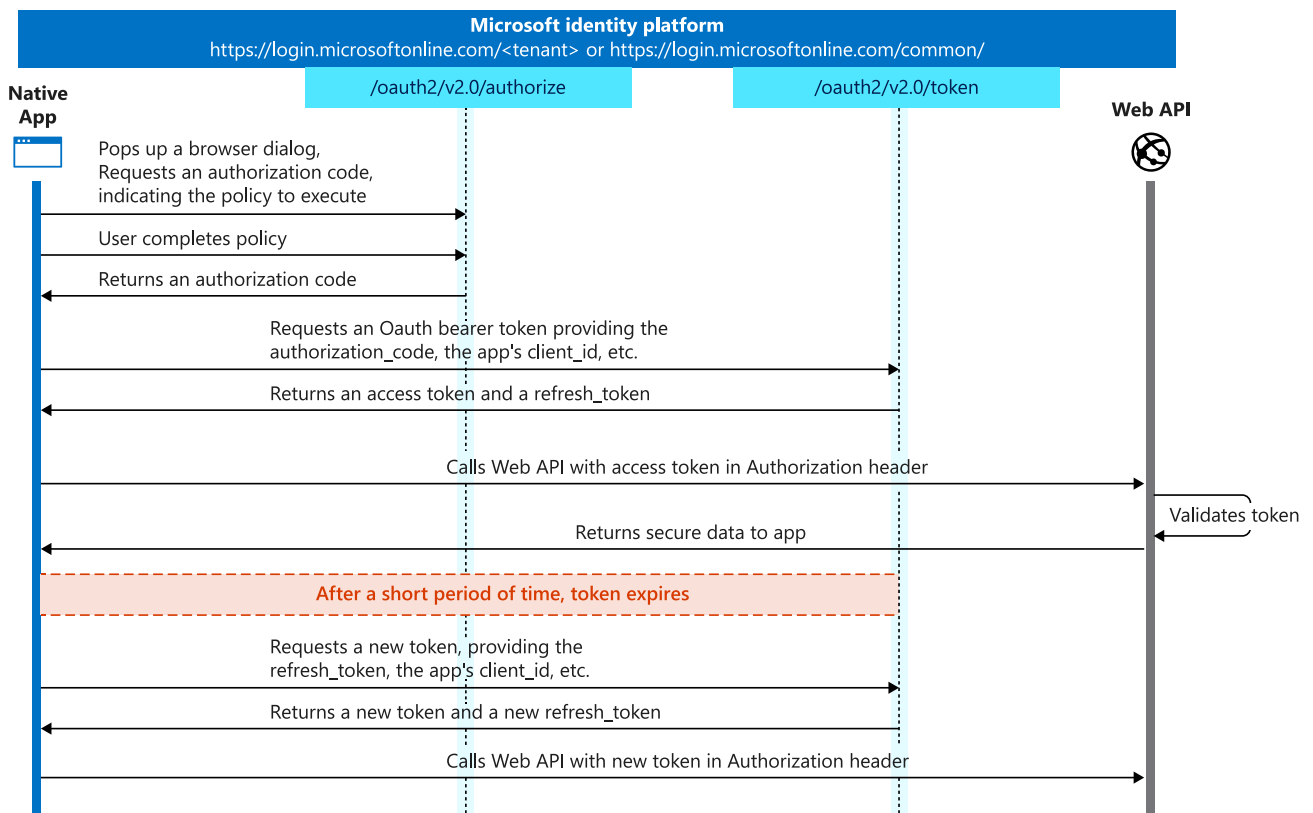 Microsoft identity platform
https://login.microsoftonline.com/<tenant> or https://login.microsoftonline.com/common/
/oauth2/v2.0/authorize
/oauth2/v2.0/token
Native
App
Web API
Pops up a browser dialog,
Requests an authorization code,
indicating the policy to execute
User completes policy
Returns an authorization code
Requests an Oauth bearer token providing the
authorization_code, the app's client_id, etc.
Returns an access token and a refresh_token
Calls Web API with access token in Authorization header
Validates token
Returns secure data to app
After a short period of time, token expires
Requests a new token, providing the
refresh_token, the app's client_id, etc.
Returns a new token and a new refresh_token
Calls Web API with new token in Authorization header